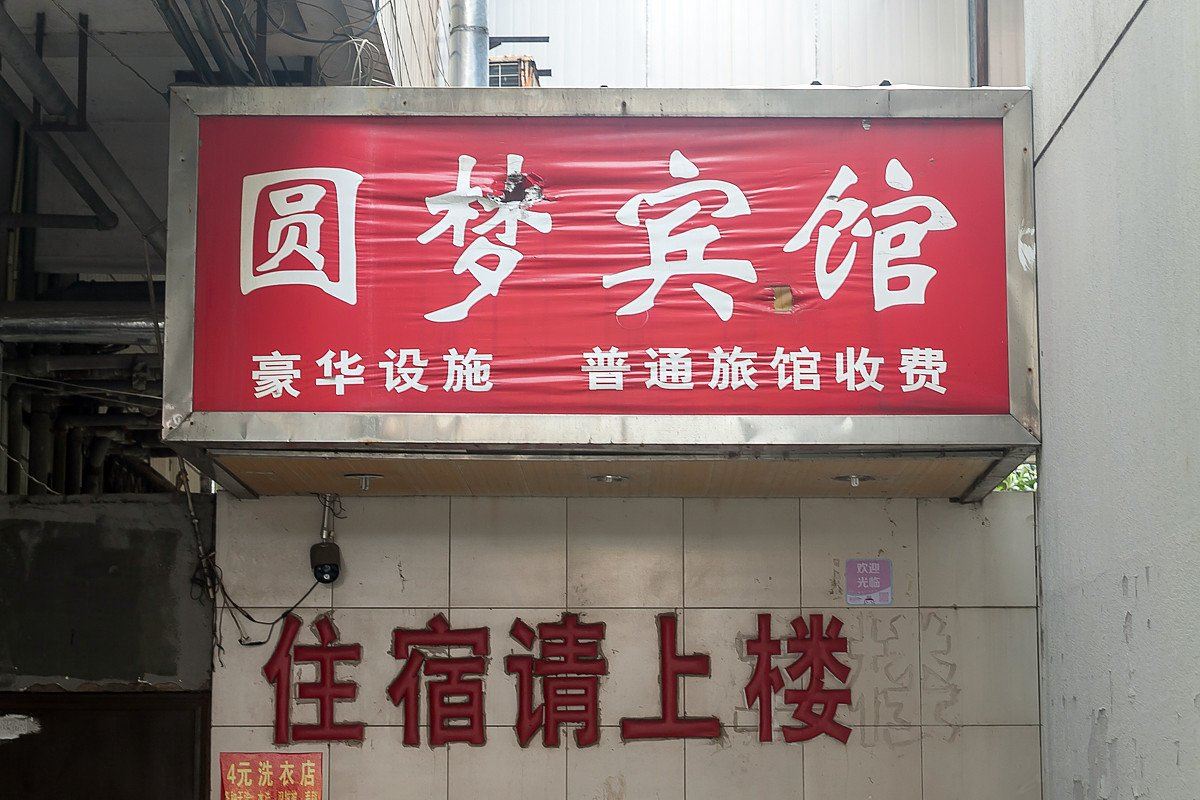 圆梦宾馆
豪华设施 普通旅馆收费
欢迎
光临
住宿请上楼
4元洗衣店